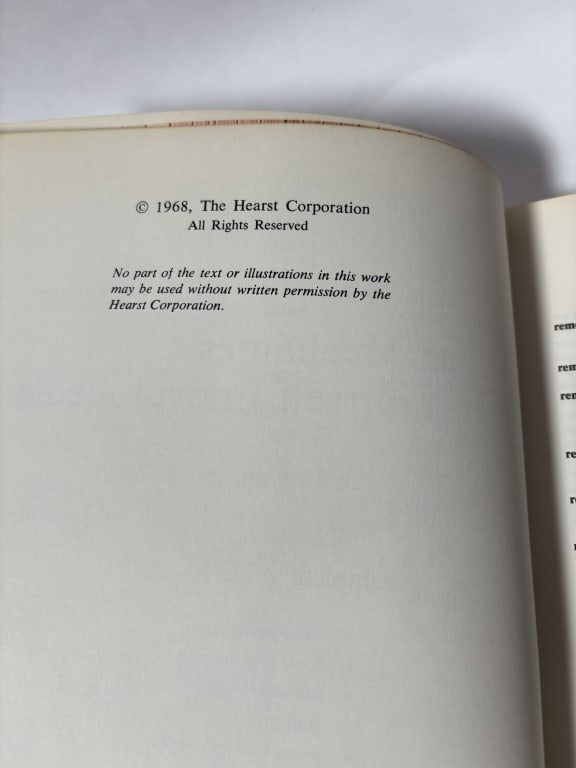 © 1968, The Hearst Corporation
All Rights Reserved
No part of the text or illustrations in this work
may be used without written permission by the
Hearst Corporation.